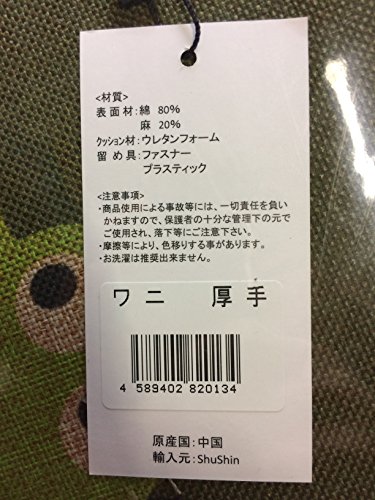 <材質>
表面材:綿 80%
麻 20%
クッション材:ウレタンフォーム
留め具:ファスナー
プラスティック
<注意事項>
・商品使用による事故等には、一切責任を負い
かねますので、保護者の十分な管理下の元で
ご使用され、落下等にご注意ください。
・摩擦等により、色移りする事があります。
・お洗濯は推奨出来ません。
ワニ 厚手
4 589402 820134
原産国:中国
輸入元:ShuShin